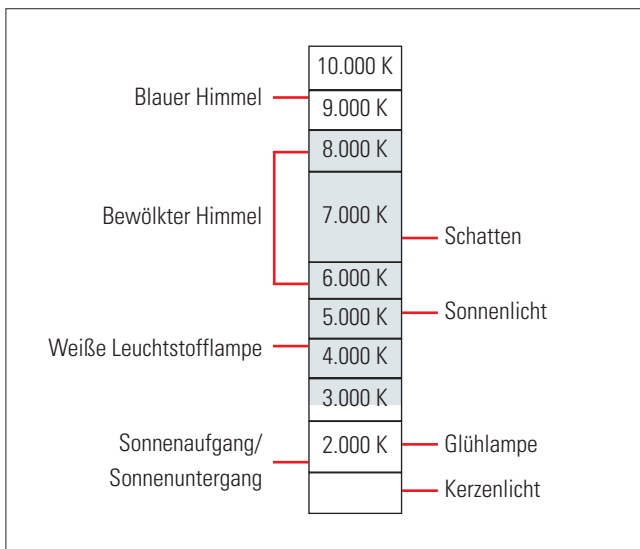 10.000 K
Blauer Himmel
9.000 K
8.000 K
Bewölkter Himmel
7.000 K
Schatten
6.000 K
5.000 K
Sonnenlicht
Weiße Leuchtstofflampe
4.000 K
3.000 K
Sonnenaufgang/
Sonnenuntergang
2.000 K
Glühlampe
Kerzenlicht